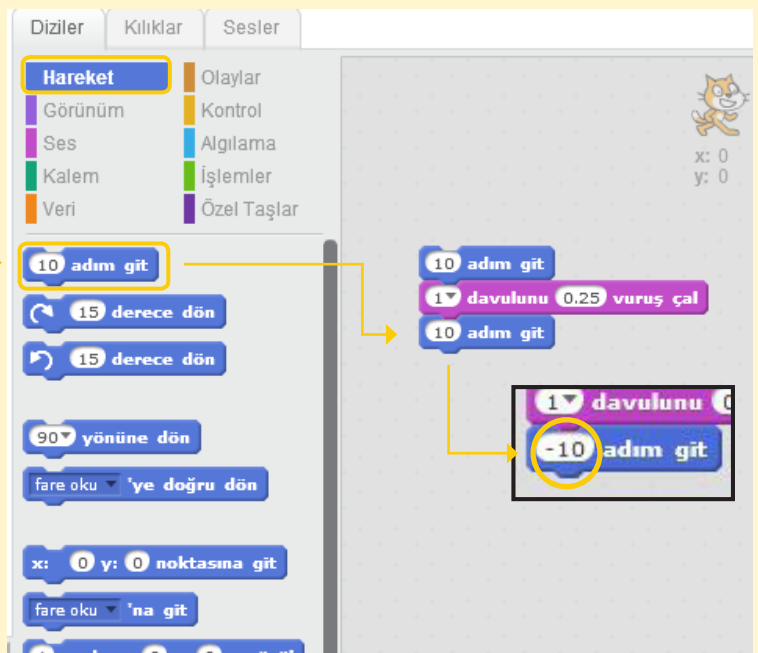 Diziler Kılıklar Sesler
Hareket Olaylar
Görünüm Kontrol
Ses Algılama
Kalem İşlemler
Veri Özel Taşlar
x: 0
y: 0
10 adım git
15 derece dön
15 derece dön
90 yönüne dön
fare oku 'ye doğru dön
x: 0 y: 0 noktasına git
fare oku 'na git
10 adım git
1 davulunu 0.25 vuruş çal
10 adım git
1 davulunu
-10 adım git